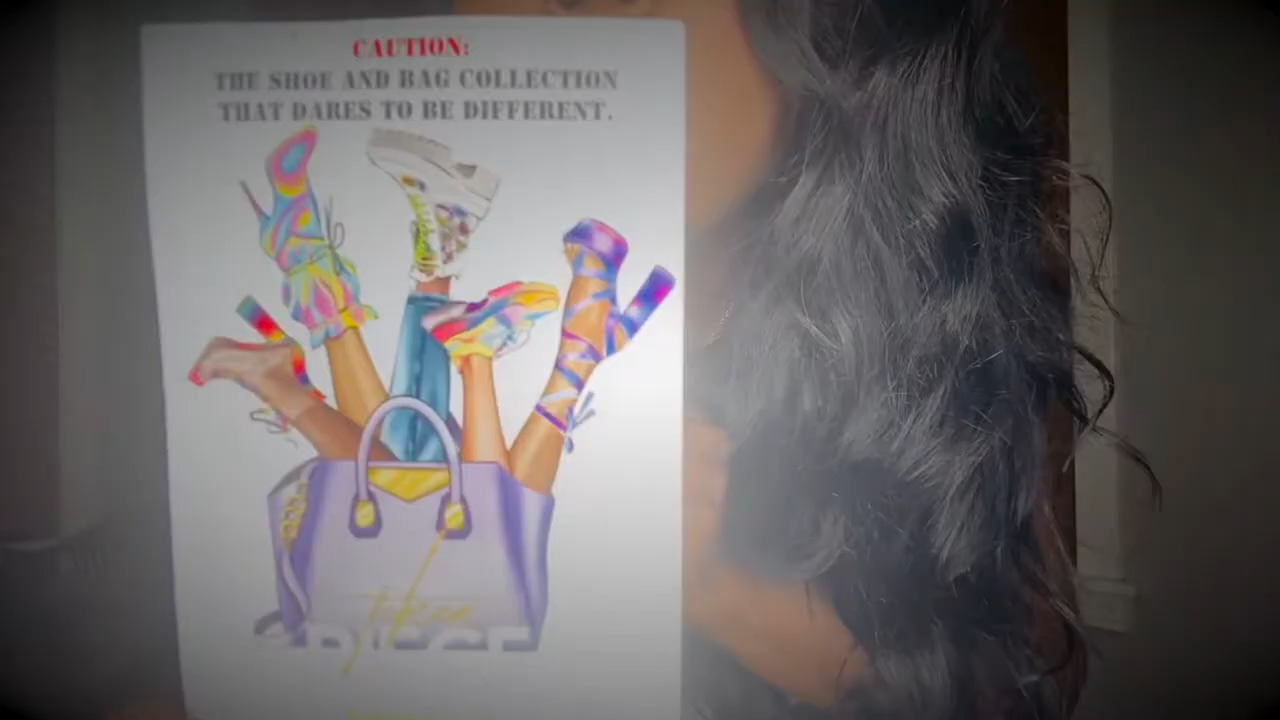 CAUTION:
THE SHOE AND BAG COLLECTION
THAT DARES TO BE DIFFERENT.